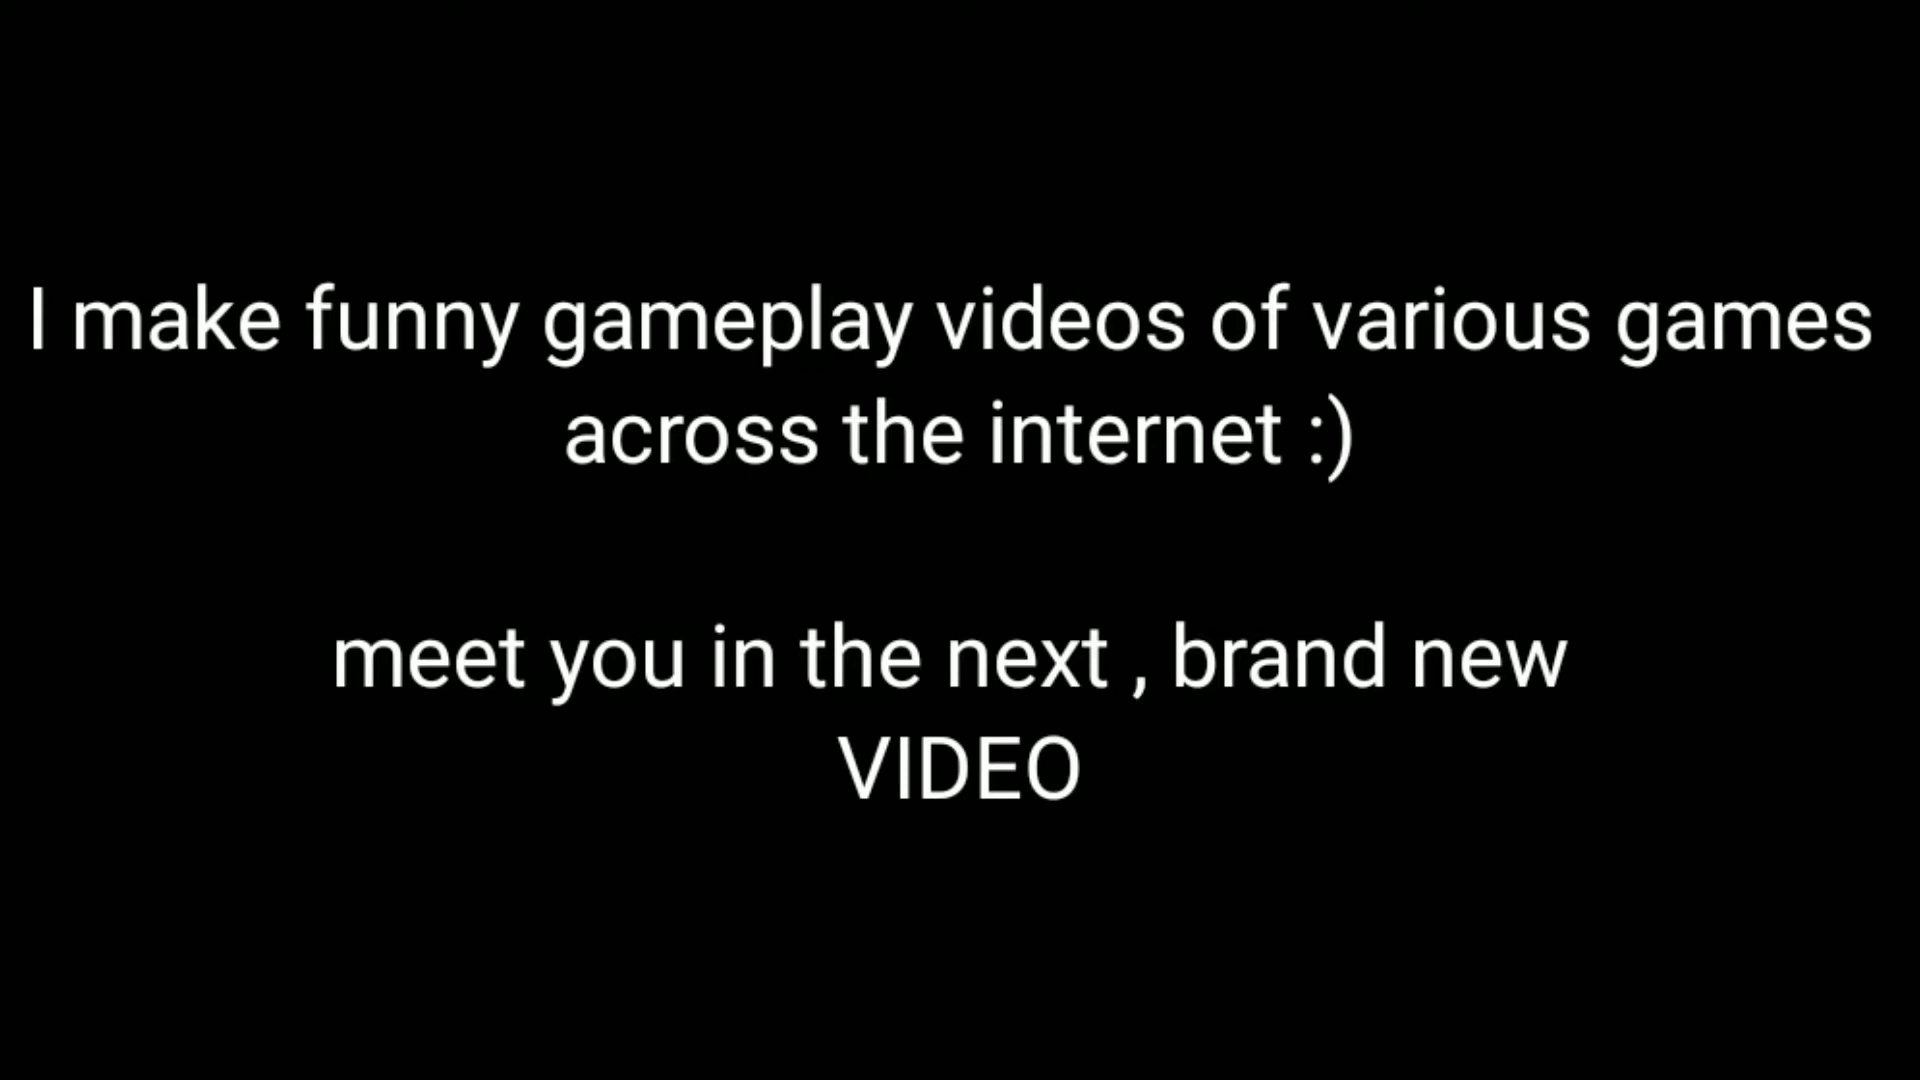 I make funny gameplay videos of various games
across the internet :)
meet you in the next , brand new
VIDEO